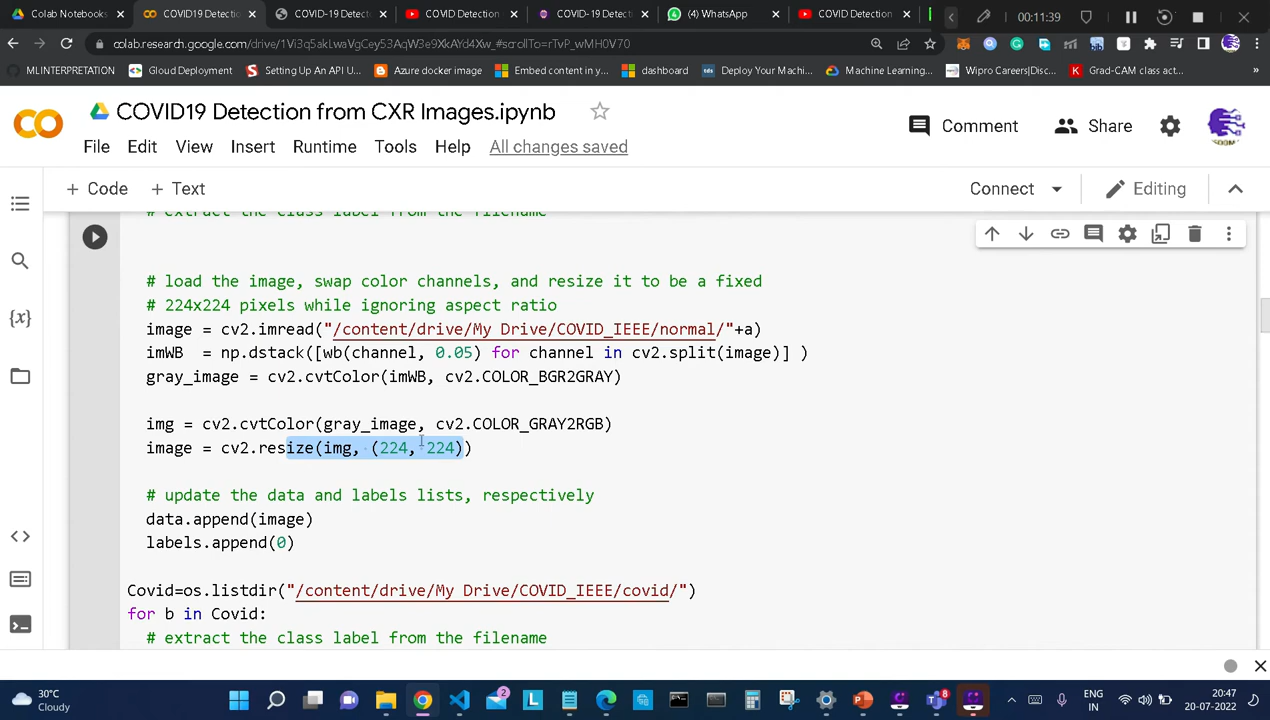 Colab Notebooks
COVID19 Detection
COVID-19 Detect
COVID Detection
COVID-19 Detect
(4) WhatsApp
COVID Detection
00:11:39
colab.research.google.com/drive/1Vi3q5akLwaVgCey53AqW3e9XkAYd4Xw_#scrollTo=rTvP_wMH0V70
MLINTERPRETATION
Gloud Deployment
Setting Up An API U...
Azure docker image
Embed content in y...
dashboard
Deploy Your Machi...
Machine Learning...
Wipro Careers|Disc...
Grad-CAM class act...
»
COVID19 Detection from CXR Images.ipynb
Comment
Share
File Edit View Insert Runtime Tools Help All changes saved
+ Code + Text
Connect
Editing
# extract the class label from the filename
# load the image, swap color channels, and resize it to be a fixed
# 224x224 pixels while ignoring aspect ratio
image = cv2.imread("/content/drive/My Drive/COVID_IEEE/normal/"+a)
imWB  = np.dstack([wb(channel, 0.05) for channel in cv2.split(image)] )
gray_image = cv2.cvtColor(imWB, cv2.COLOR_BGR2GRAY)
img = cv2.cvtColor(gray_image, cv2.COLOR_GRAY2RGB)
image = cv2.resize(img, (224, 224))
# update the data and labels lists, respectively
data.append(image)
labels.append(0)
Covid=os.listdir("/content/drive/My Drive/COVID_IEEE/covid/")
for b in Covid:
# extract the class label from the filename
{x}
30°C
Cloudy
2
8
ENG
IN
20:47
20-07-2022